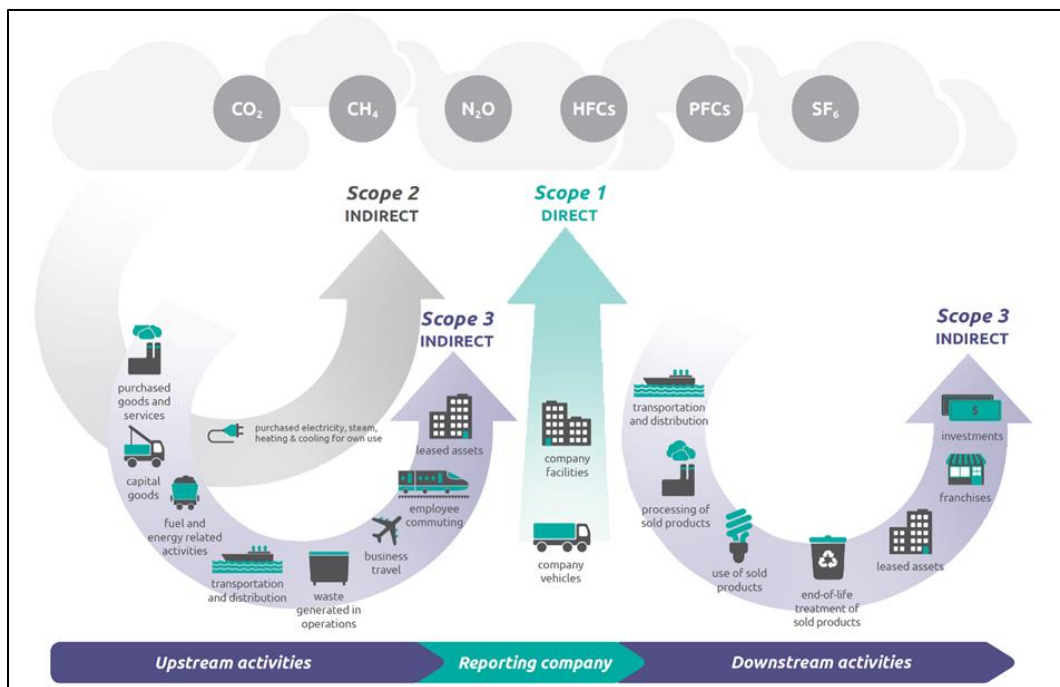 CO₂
CH₄
N₂O
HFCs
PFCs
SF₆
Scope 2
INDIRECT
Scope 1
DIRECT
Scope 3
INDIRECT
Scope 3
INDIRECT
purchased
goods and
services
purchased electricity, steam,
heating & cooling for own use
capital
goods
fuel and
energy related
activities
transportation
and distribution
waste
generated in
operations
business
travel
employee
commuting
leased assets
company
facilities
company
vehicles
transportation
and distribution
processing of
sold products
use of sold
products
end-of-life
treatment of
sold products
leased assets
franchises
$
investments
Upstream activities
Reporting company
Downstream activities